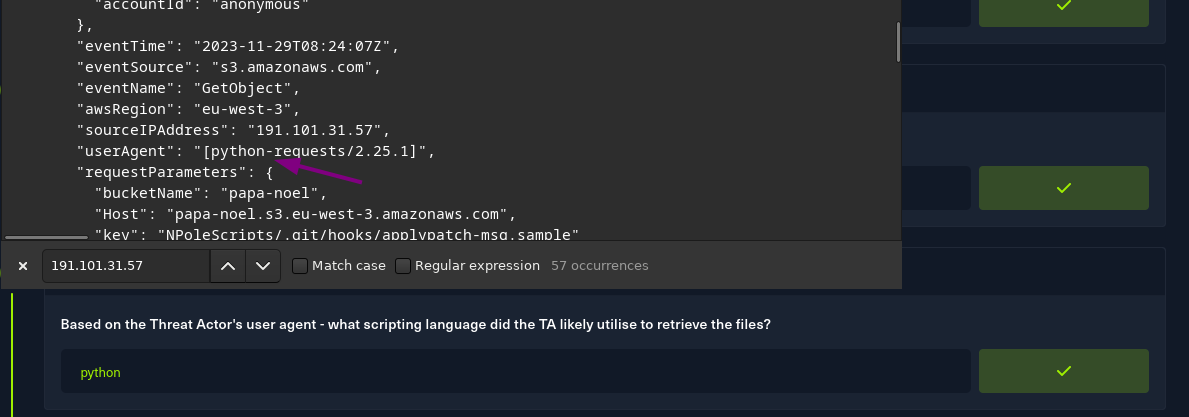 "accountId": "anonymous"
},
"eventTime": "2023-11-29T08:24:07Z",
"eventSource": "s3.amazonaws.com",
"eventName": "GetObject",
"awsRegion": "eu-west-3",
"sourceIPAddress": "191.101.31.57",
"userAgent": "[python-requests/2.25.1]",
"requestParameters": {
"bucketName": "papa-noel",
"Host": "papa-noel.s3.eu-west-3.amazonaws.com",
"key": "NPoleScripts/.git/hooks/applypatch-msg.sample"
191.101.31.57 Match case Regular expression 57 occurrences
Based on the Threat Actor's user agent - what scripting language did the TA likely utilise to retrieve the files?
python